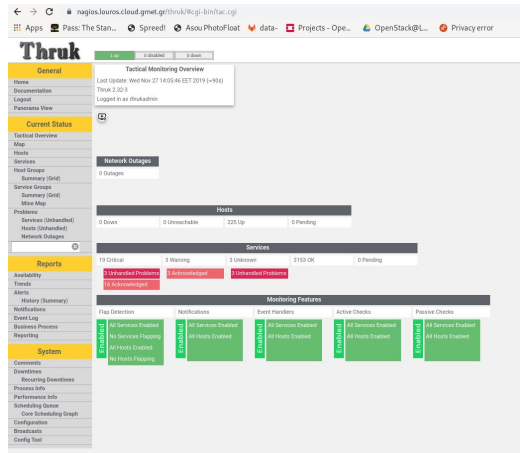 nagios.louros.cloud.grnet.gr/thruk/#cgi-bin/tac.cgi
Apps Pass: The Stan... Spreed! Asou PhotoFloat data- Projects - Ope... OpenStack@L... Privacy error
Thruk
1 up 0 disabled 0 down
General
Home
Documentation
Logout
Panorama View
Current Status
Tactical Overview
Map
Hosts
Services
Host Groups
Summary (Grid)
Service Groups
Summary (Grid)
Mine Map
Problems
Services (Unhandled)
Hosts (Unhandled)
Network Outages
Reports
Availability
Trends
Alerts
History (Summary)
Notifications
Event Log
Business Process
Reporting
System
Comments
Downtimes
Recurring Downtimes
Process Info
Performance Info
Scheduling Queue
Core Scheduling Graph
Configuration
Broadcasts
Config Tool
Tactical Monitoring Overview
Last Update: Wed Nov 27 14:05:46 EET 2019 (+90s)
Thruk 2.32-3
Logged in as thrukadmin
Network Outages
0 Outages
Hosts
0 Down 0 Unreachable 225 Up 0 Pending
Services
19 Critical 3 Warning 3 Unknown 3153 OK 0 Pending
3 Unhandled Problems 3 Acknowledged 3 Unhandled Problems
16 Acknowledged
Monitoring Features
Flap Detection Notifications Event Handlers Active Checks Passive Checks
Enabled
All Services Enabled
No Services Flapping
All Hosts Enabled
No Hosts Flapping
Enabled
All Services Enabled
All Hosts Enabled
Enabled
All Services Enabled
All Hosts Enabled
Enabled
All Services Enabled
All Hosts Enabled
Enabled
All Services Enabled
All Hosts Enabled